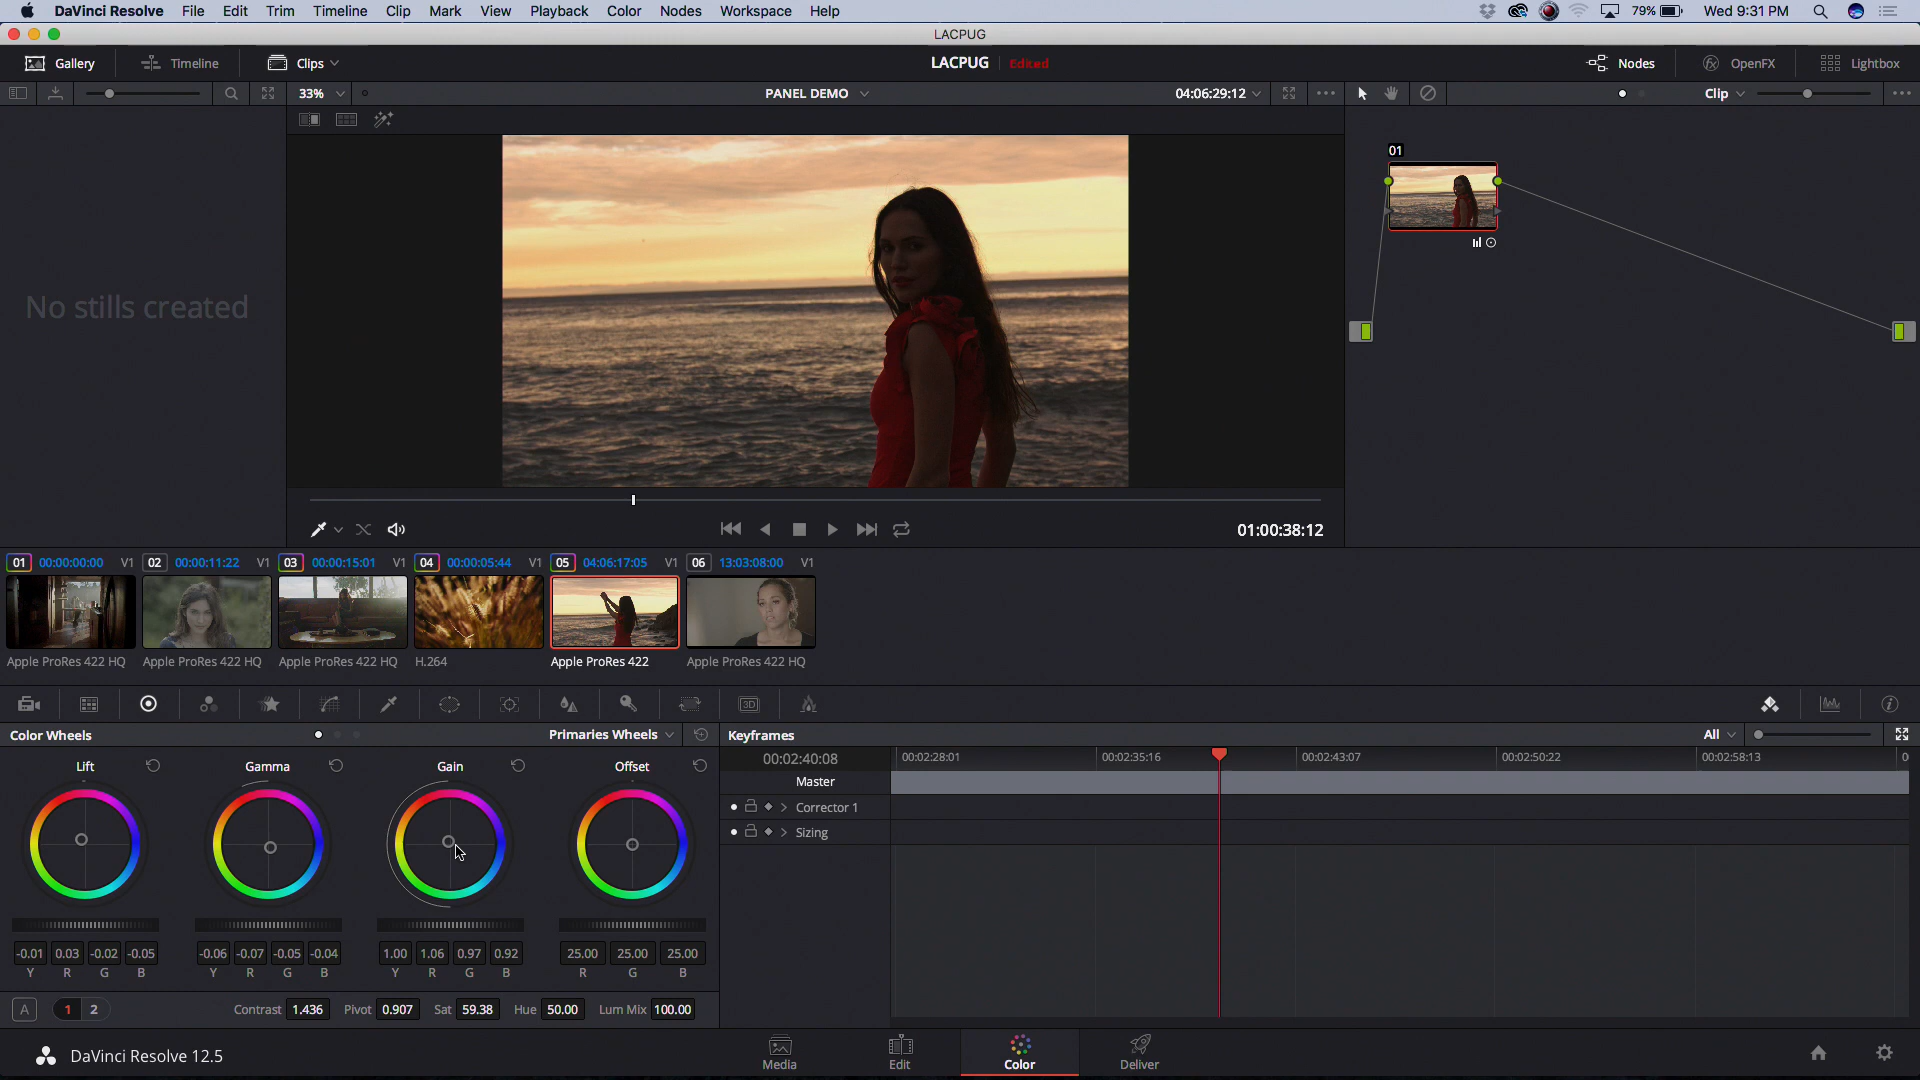 DaVinci Resolve File Edit Trim Timeline Clip Mark View Playback Color Nodes Workspace Help 79% Wed 9:31 PM
LACPUG
Gallery Timeline Clips LACPUG Edited Nodes OpenFX Lightbox
33% PANEL DEMO 04:06:29:12 Clip
01
No stills created
01:00:38:12
01 00:00:00:00 V1 02 00:00:11:22 V1 03 00:00:15:01 V1 04 00:00:05:44 V1 05 04:06:17:05 V1 06 13:03:08:00 V1
Apple ProRes 422 HQ Apple ProRes 422 HQ Apple ProRes 422 HQ H.264 Apple ProRes 422 Apple ProRes 422 HQ
3D
Color Wheels Primaries Wheels Keyframes All
Lift Gamma Gain Offset
00:02:40:08 00:02:28:01 00:02:35:16 00:02:43:07 00:02:50:22 00:02:58:13 0
Master
Corrector 1
Sizing
-0.01 0.03 -0.02 -0.05 -0.06 -0.07 -0.05 -0.04 1.00 1.06 0.97 0.92 25.00 25.00 25.00
Y R G B Y R G B Y R G B R G B
A 1 2 Contrast 1.436 Pivot 0.907 Sat 59.38 Hue 50.00 Lum Mix 100.00
DaVinci Resolve 12.5 Media Edit Color Deliver